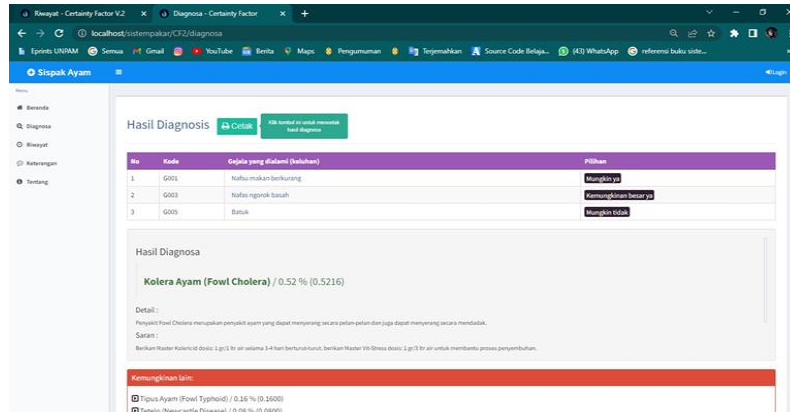 Riwayat - Certainty Factor V.2
Diagnosa - Certainty Factor
localhost/sistempakar/CF2/diagnosa
Eprints UNPAM
Semua
Gmail
YouTube
Berita
Maps
Pengumuman
Terjemahkan
Source Code Belaja...
(43) WhatsApp
referensi buku siste...
Sispak Ayam
Login
Menu
Beranda
Diagnosa
Riwayat
Keterangan
Tentang
Hasil Diagnosis
Cetak
Klik tombol ini untuk mencetak
hasil diagnosa
No Kode Gejala yang dialami (keluhan) Pilihan
1 G001 Nafsu makan berkurang Mungkin ya
2 G003 Nafas ngorok basah Kemungkinan besar ya
3 G005 Batuk Mungkin tidak
Hasil Diagnosa
Kolera Ayam (Fowl Cholera) / 0.52 % (0.5216)
Detail :
Penyakit Fowl Cholera merupakan penyakit ayam yang dapat menyerang secara pelan-pelan dan juga dapat menyerang secara mendadak.
Saran :
Berikan Master Kolericid dosis: 1 gr/1 ltr air selama 3-4 hari berturut-turut, berikan Master Vit-Stress dosis: 1 gr/3 ltr air untuk membantu proses penyembuhan.
Kemungkinan lain:
Tipus Ayam (Fowl Typhoid) / 0.16 % (0.1600)
Tetelo (Newcastle Disease) / 0.08 % (0.0800)